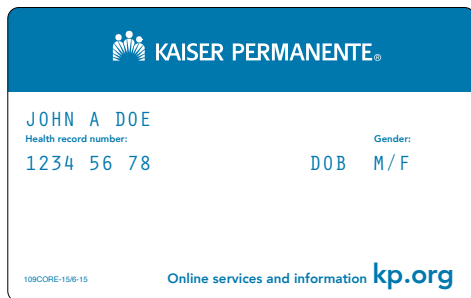 KAISER PERMANENTE®
JOHN A DOE
Health record number: Gender:
1234 56 78 DOB M/F
109CORE-15/6-15 Online services and information kp.org